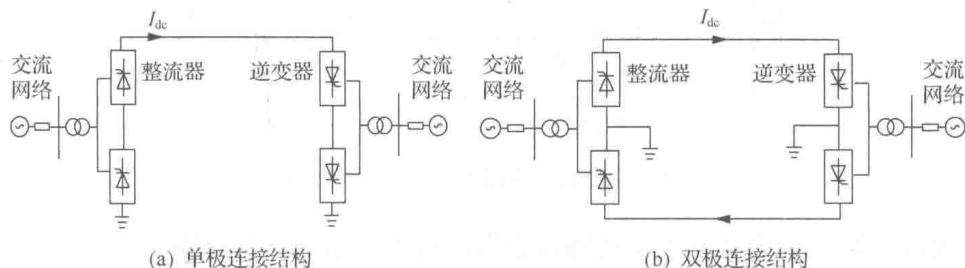 I_dc
交流
网络
整流器
逆变器
交流
网络
(a) 单极连接结构
I_dc
交流
网络
整流器
逆变器
交流
网络
(b) 双极连接结构